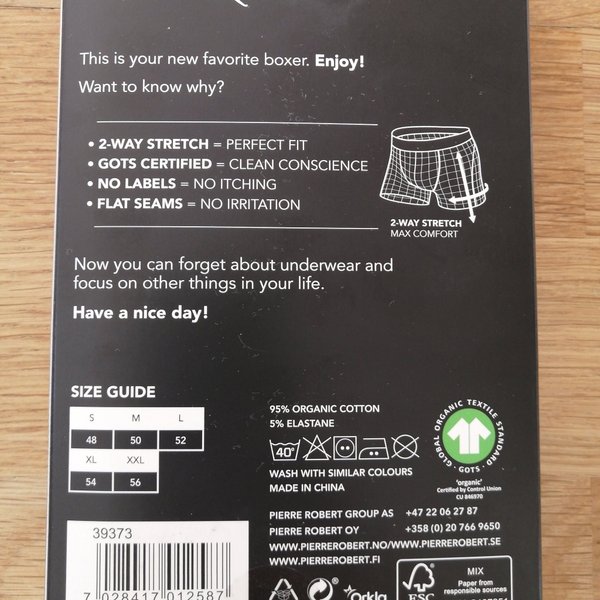 This is your new favorite boxer. Enjoy!
Want to know why?
• 2-WAY STRETCH = PERFECT FIT
• GOTS CERTIFIED = CLEAN CONSCIENCE
• NO LABELS = NO ITCHING
• FLAT SEAMS = NO IRRITATION
2-WAY STRETCH
MAX COMFORT
Now you can forget about underwear and
focus on other things in your life.
Have a nice day!
SIZE GUIDE
S M L
48 50 52
XL XXL
54 56
95% ORGANIC COTTON
5% ELASTANE
40°
WASH WITH SIMILAR COLOURS
MADE IN CHINA
GLOBAL ORGANIC TEXTILE STANDARD
· GOTS ·
'organic'
Certified by Control Union
CU 846970
PIERRE ROBERT GROUP AS +47 22 06 27 87
PIERRE ROBERT OY +358 (0) 20 766 9650
WWW.PIERREROBERT.NO/WWW.PIERREROBERT.SE
WWW.PIERREROBERT.FI
39373
7 028417 012587
Orkla
FSC
MIX
Paper from
responsible sources